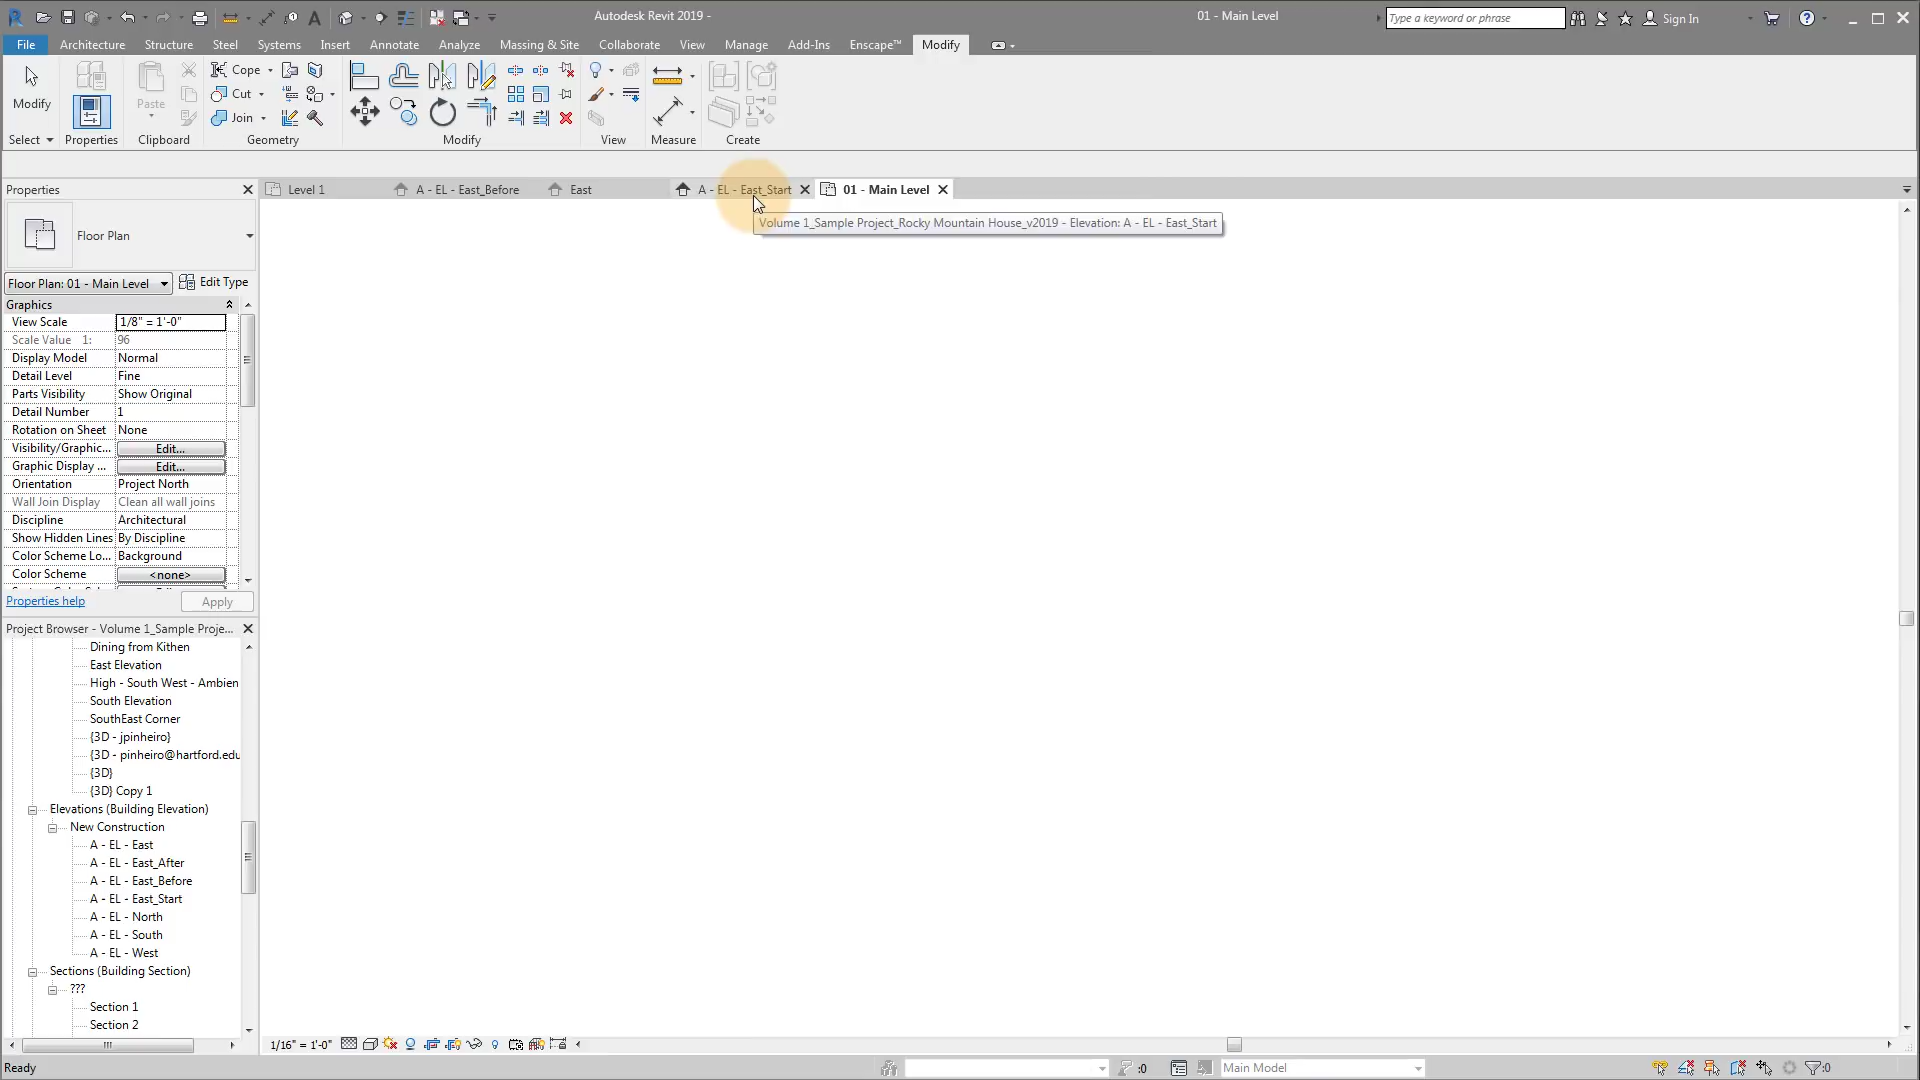 Autodesk Revit 2019 -
01 - Main Level
Type a keyword or phrase
Sign In
File
Architecture
Structure
Steel
Systems
Insert
Annotate
Analyze
Massing & Site
Collaborate
View
Manage
Add-Ins
Enscape™
Modify
Modify
Paste
Cope
Cut
Join
Select
Properties
Clipboard
Geometry
Modify
View
Measure
Create
Properties
Level 1
A - EL - East_Before
East
A - EL - East_Start
01 - Main Level
Volume 1_Sample Project_Rocky Mountain House_v2019 - Elevation: A - EL - East_Start
Floor Plan
Floor Plan: 01 - Main Level
Edit Type
Graphics
View Scale 1/8" = 1'-0"
Scale Value 1: 96
Display Model Normal
Detail Level Fine
Parts Visibility Show Original
Detail Number 1
Rotation on Sheet None
Visibility/Graphic... Edit...
Graphic Display ... Edit...
Orientation Project North
Wall Join Display Clean all wall joins
Discipline Architectural
Show Hidden Lines By Discipline
Color Scheme Lo... Background
Color Scheme <none>
Properties help
Apply
Project Browser - Volume 1_Sample Proje...
Dining from Kithen
East Elevation
High - South West - Ambien
South Elevation
SouthEast Corner
{3D - jpinheiro}
{3D - pinheiro@hartford.edu
{3D}
{3D} Copy 1
Elevations (Building Elevation)
New Construction
A - EL - East
A - EL - East_After
A - EL - East_Before
A - EL - East_Start
A - EL - North
A - EL - South
A - EL - West
Sections (Building Section)
???
Section 1
Section 2
1/16" = 1'-0"
Ready
:0
Main Model
:0